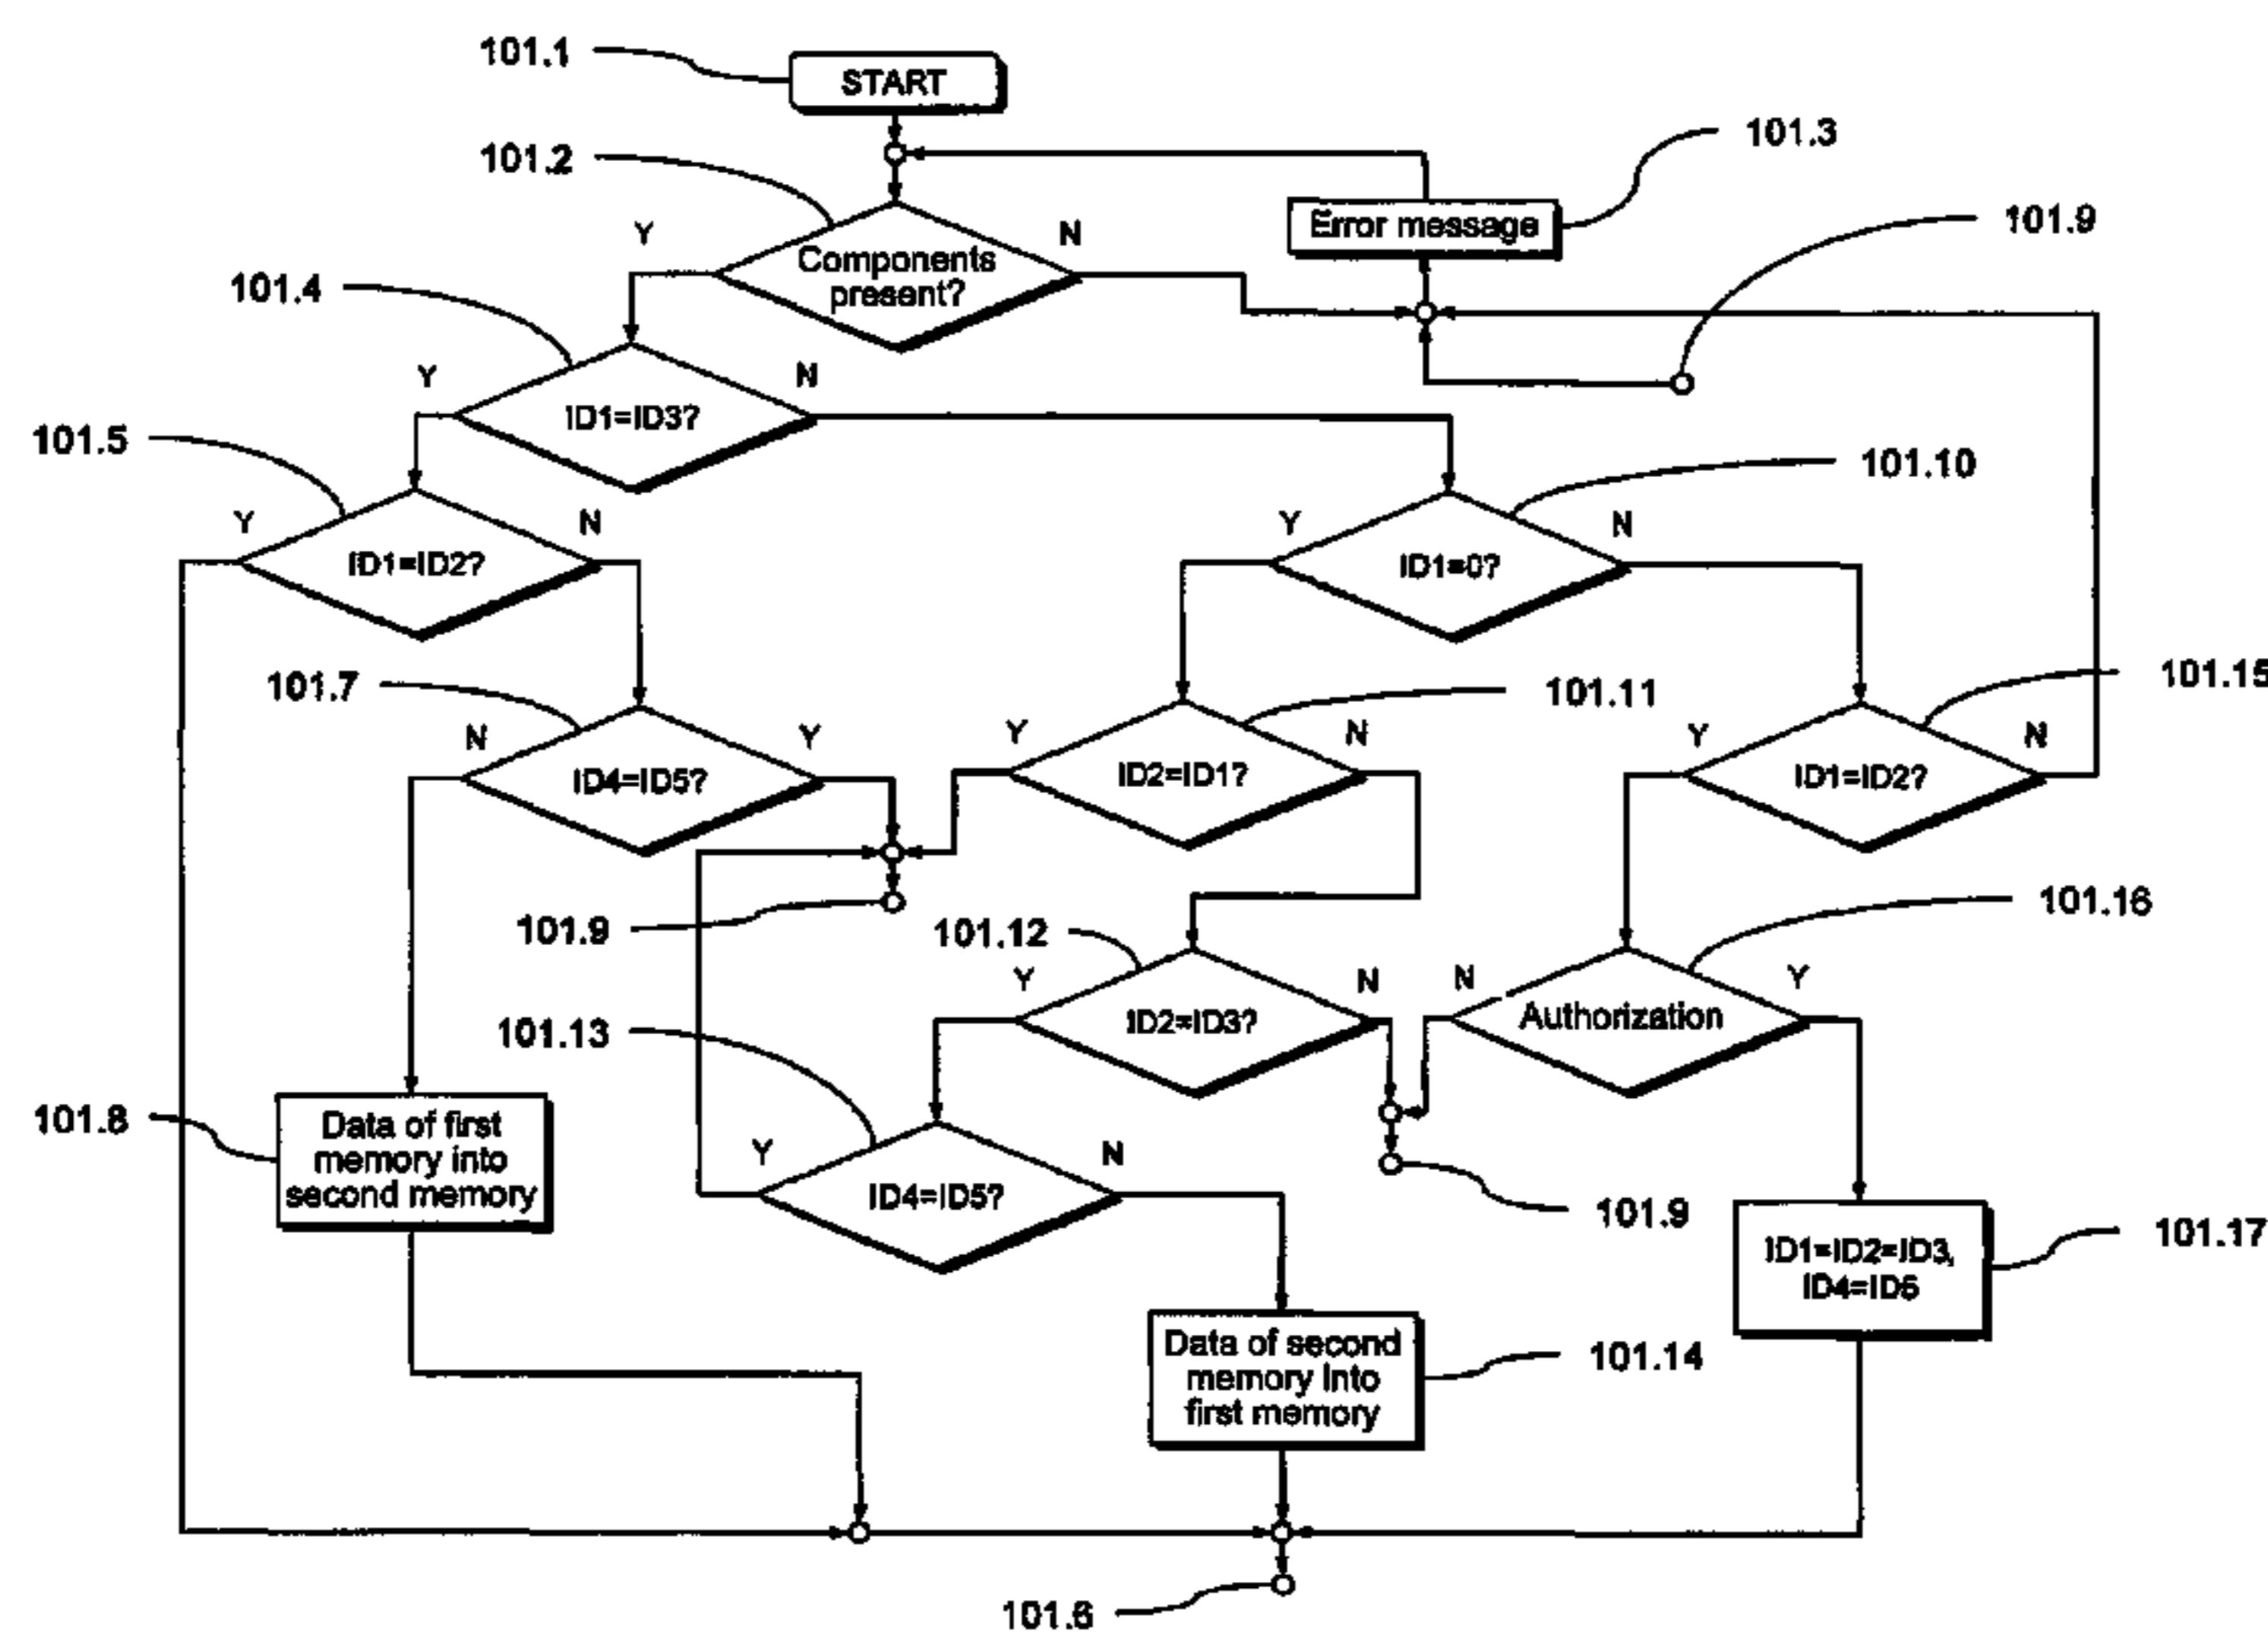 101.1
START
101.2
101.3
Y
N
Error message
101.9
Components
present?
101.4
Y
N
ID1=ID3?
101.5
101.10
Y
N
Y
N
ID1=ID2?
ID1=0?
101.7
101.11
101.15
N
Y
Y
N
Y
N
ID4=ID5?
ID2=ID1?
ID1=ID2?
101.9
101.12
101.16
Y
N
N
Y
ID2=ID3?
Authorization
101.13
101.8
Data of first
memory into
second memory
Y
N
ID4=ID5?
101.9
101.17
ID1=ID2=ID3,
ID4=ID5
Data of second
memory into
first memory
101.14
101.6